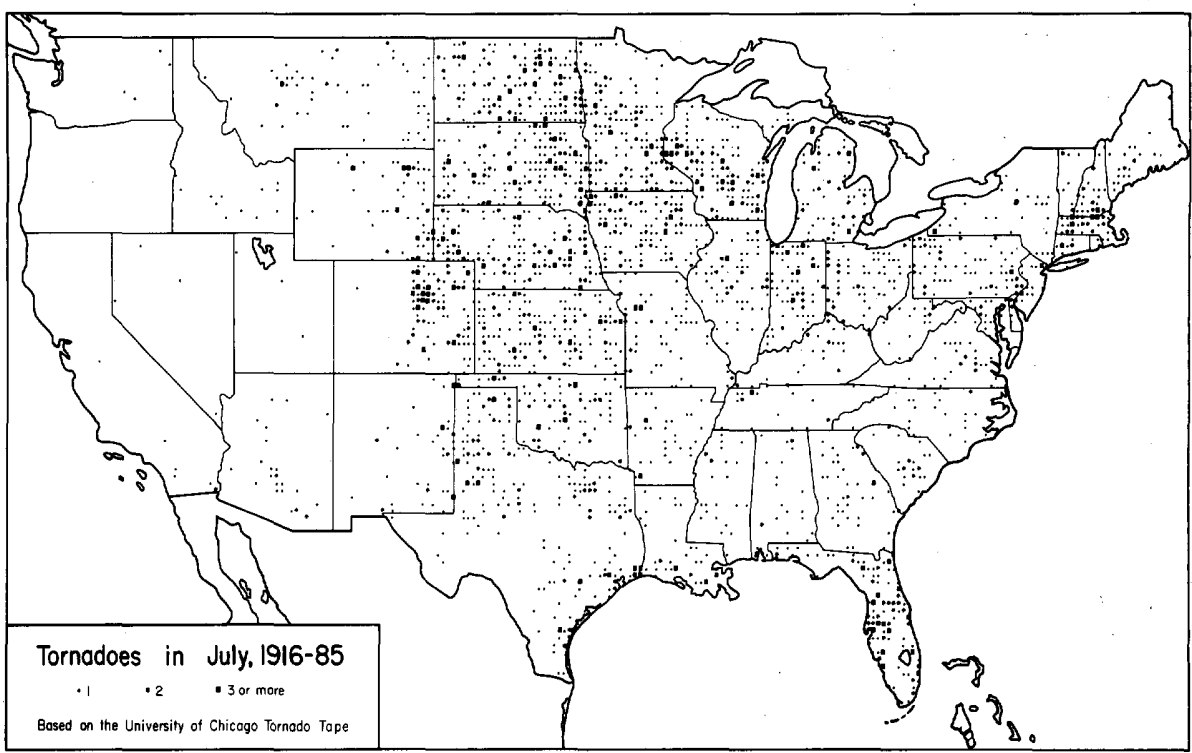 Tornadoes in July, 1916-85
1 2 3 or more
Based on the University of Chicago Tornado Tape